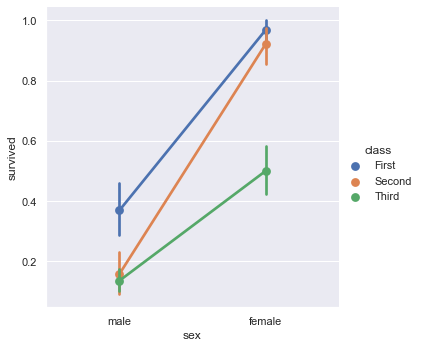 1.0
0.8
0.6
0.4
0.2
survived
male
female
sex
class
First
Second
Third